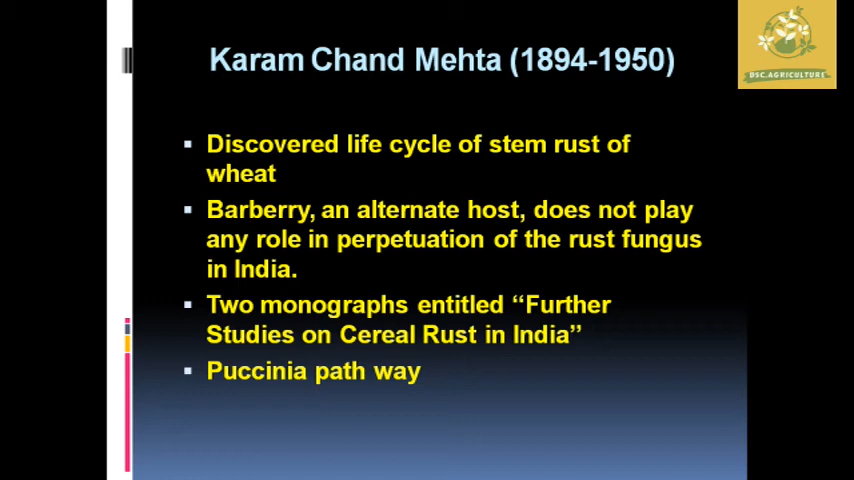 Karam Chand Mehta (1894-1950)
DSC.AGRICULTURE
Discovered life cycle of stem rust of
wheat
Barberry, an alternate host, does not play
any role in perpetuation of the rust fungus
in India.
Two monographs entitled “Further
Studies on Cereal Rust in India”
Puccinia path way